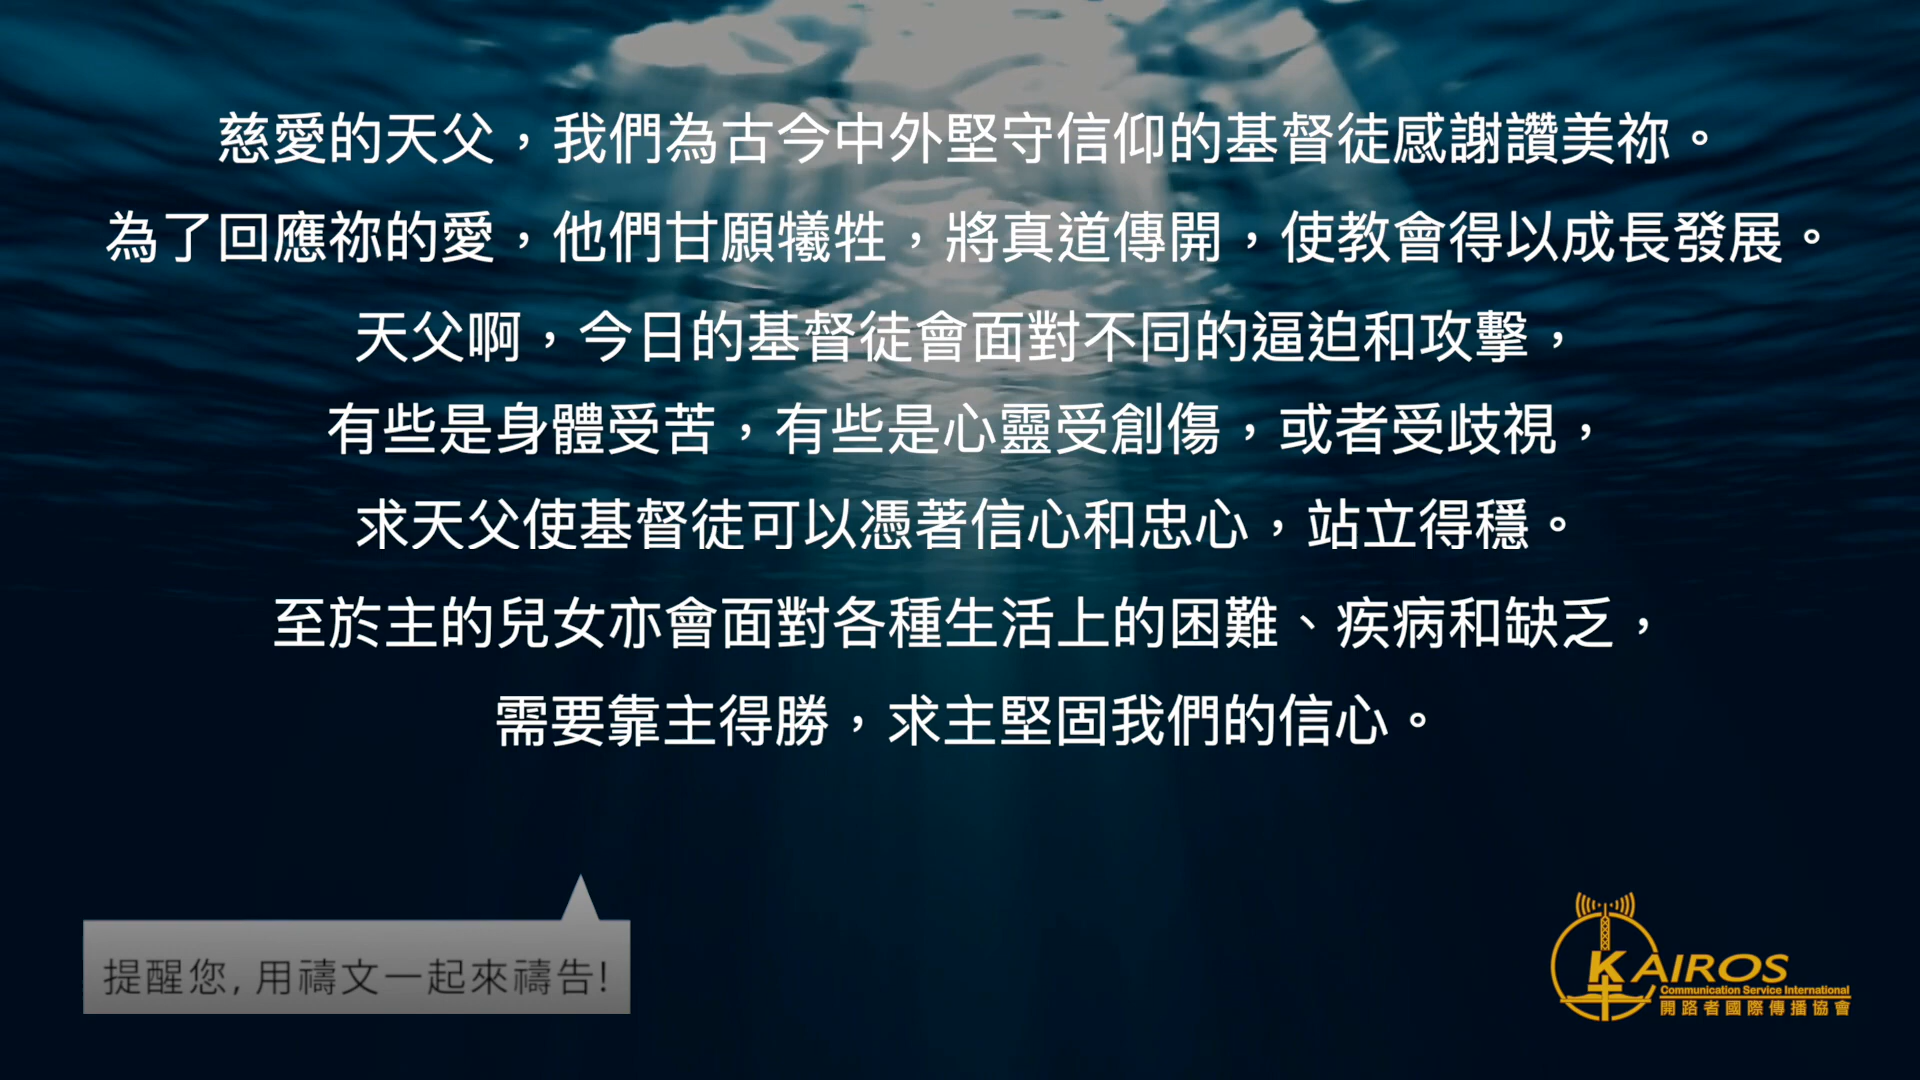 慈愛的天父，我們為古今中外堅守信仰的基督徒感謝讚美祢。
為了回應祢的愛，他們甘願犧牲，將真道傳開，使教會得以成長發展。
天父啊，今日的基督徒會面對不同的逼迫和攻擊，
有些是身體受苦，有些是心靈受創傷，或者受歧視，
求天父使基督徒可以憑著信心和忠心，站立得穩。
至於主的兒女亦會面對各種生活上的困難、疾病和缺乏，
需要靠主得勝，求主堅固我們的信心。
提醒您, 用禱文一起來禱告!
KAIROS
Communication Service International
開路者國際傳播協會